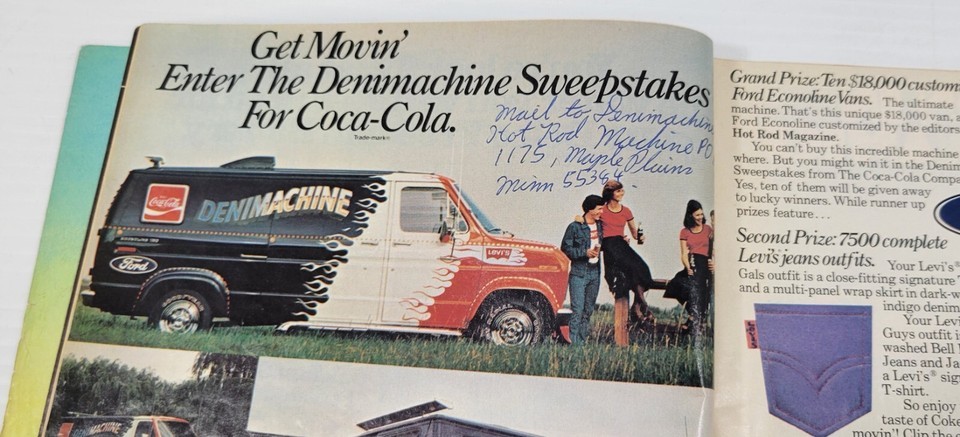 Get Movin'
Enter The Denimachine Sweepstakes
For Coca-Cola.
Trade-mark®
Mail to Denimachine
Hot Rod Machine PO
1175, Maple Plains
Minn 55394
Coca-Cola
DENIMACHINE
Ford
LEVI'S
Grand Prize: Ten $18,000 custom
Ford Econoline Vans. The ultimate
machine. That's this unique $18,000 van, a
Ford Econoline customized by the editors
Hot Rod Magazine.
You can't buy this incredible machine
where. But you might win it in the Denim
Sweepstakes from The Coca-Cola Compa
Yes, ten of them will be given away
to lucky winners. While runner up
prizes feature...
Second Prize: 7500 complete
Levi's jeans outfits. Your Levi's®
Gals outfit is a close-fitting signature T
and a multi-panel wrap skirt in dark-w
indigo denim
Your Levi
Guys outfit i
washed Bell
Jeans and Ja
a Levi's® sig
T-shirt.
So enjoy
taste of Coke
movin'! Clip the
DENIMACHINE